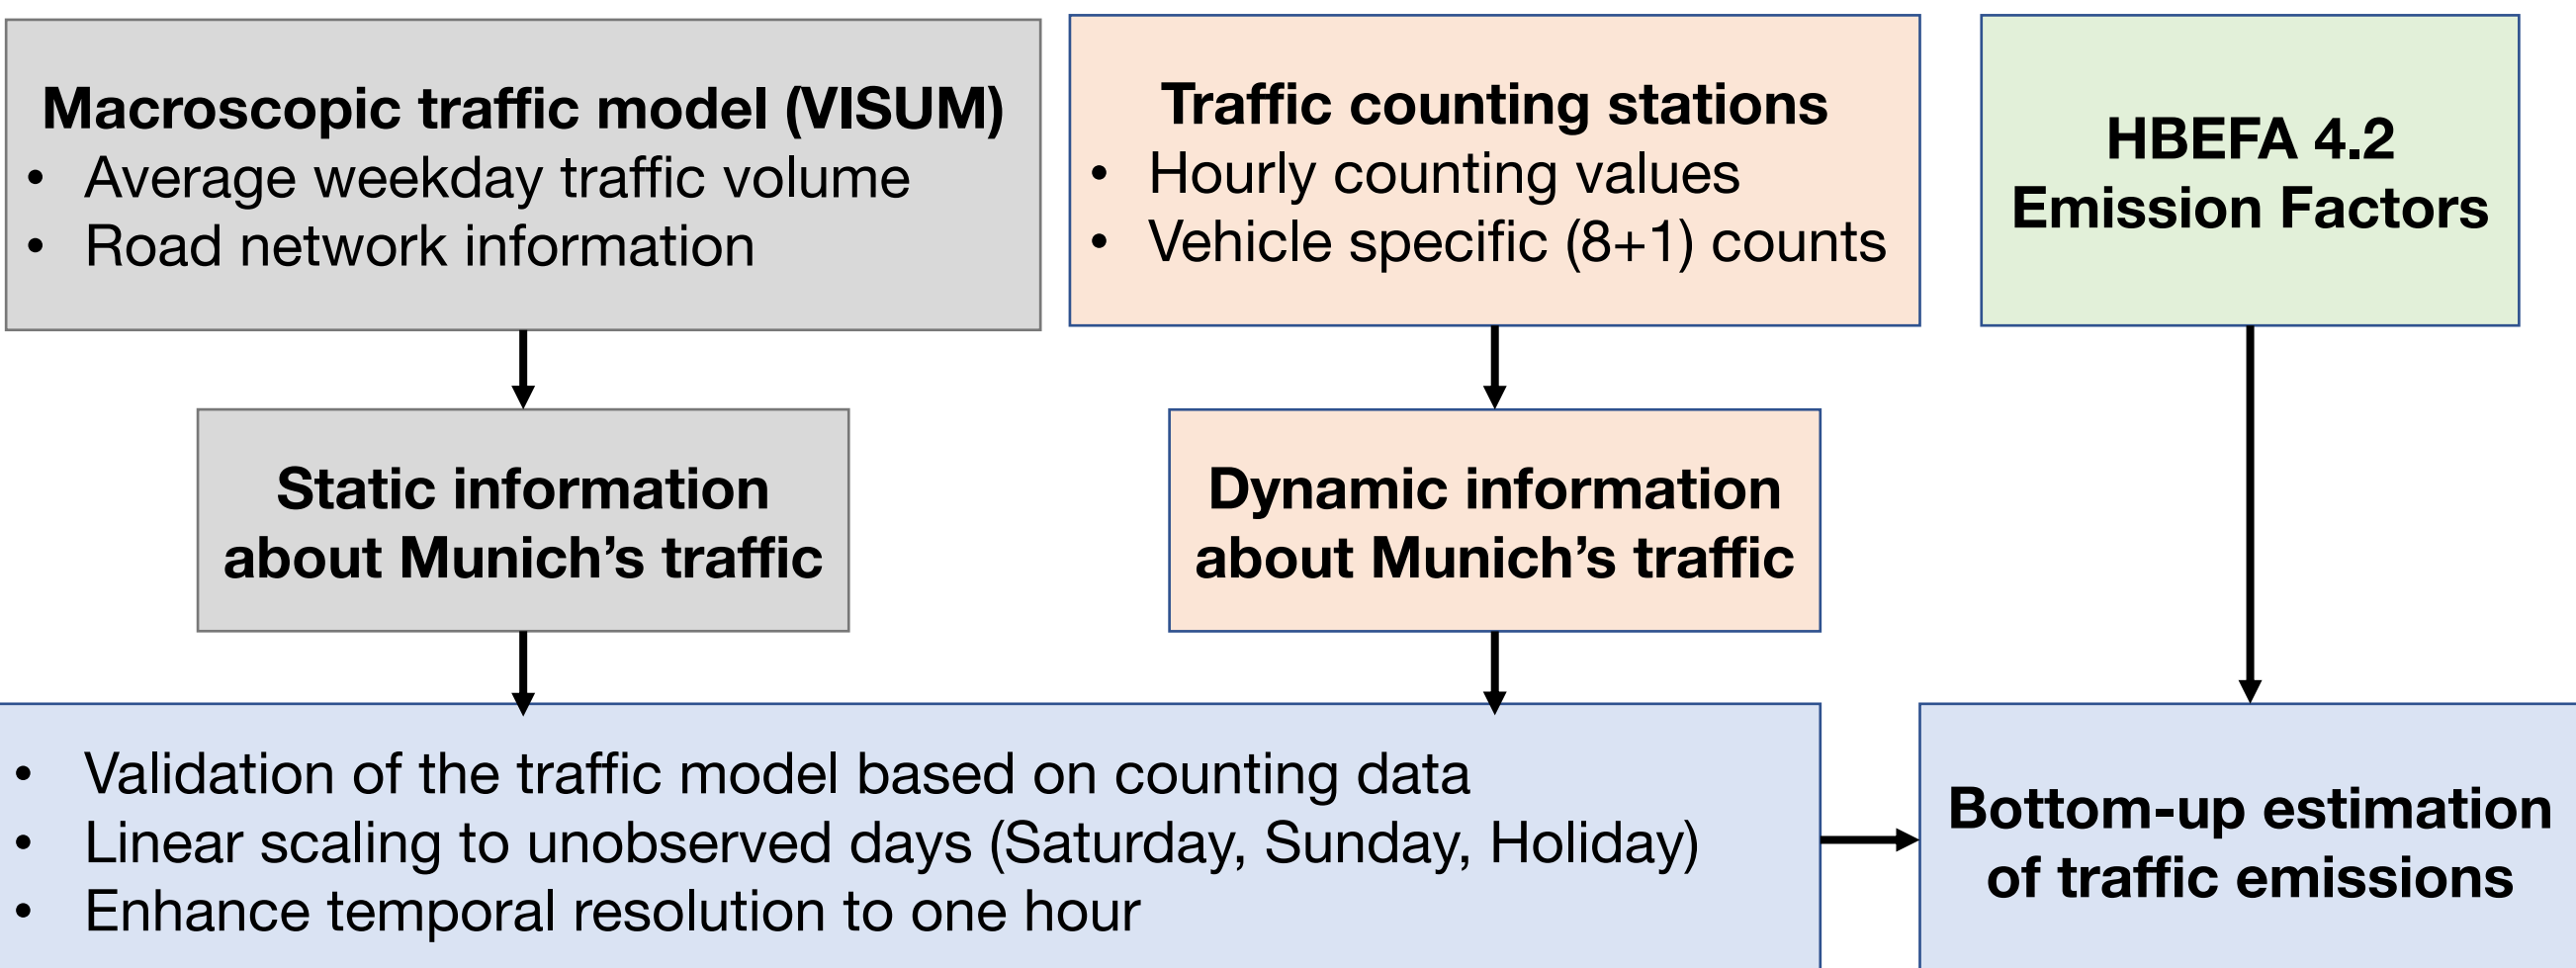 Macroscopic traffic model (VISUM)
• Average weekday traffic volume
• Road network information
Traffic counting stations
• Hourly counting values
• Vehicle specific (8+1) counts
HBEFA 4.2
Emission Factors
Static information
about Munich’s traffic
Dynamic information
about Munich’s traffic
• Validation of the traffic model based on counting data
• Linear scaling to unobserved days (Saturday, Sunday, Holiday)
• Enhance temporal resolution to one hour
Bottom-up estimation
of traffic emissions